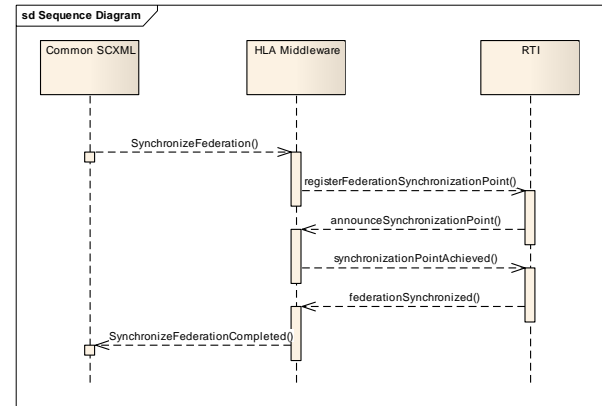 sd Sequence Diagram
Common SCXML
HLA Middleware
RTI
SynchronizeFederation()
registerFederationSynchronizationPoint()
announceSynchronizationPoint()
synchronizationPointAchieved()
federationSynchronized()
SynchronizeFederationCompleted()